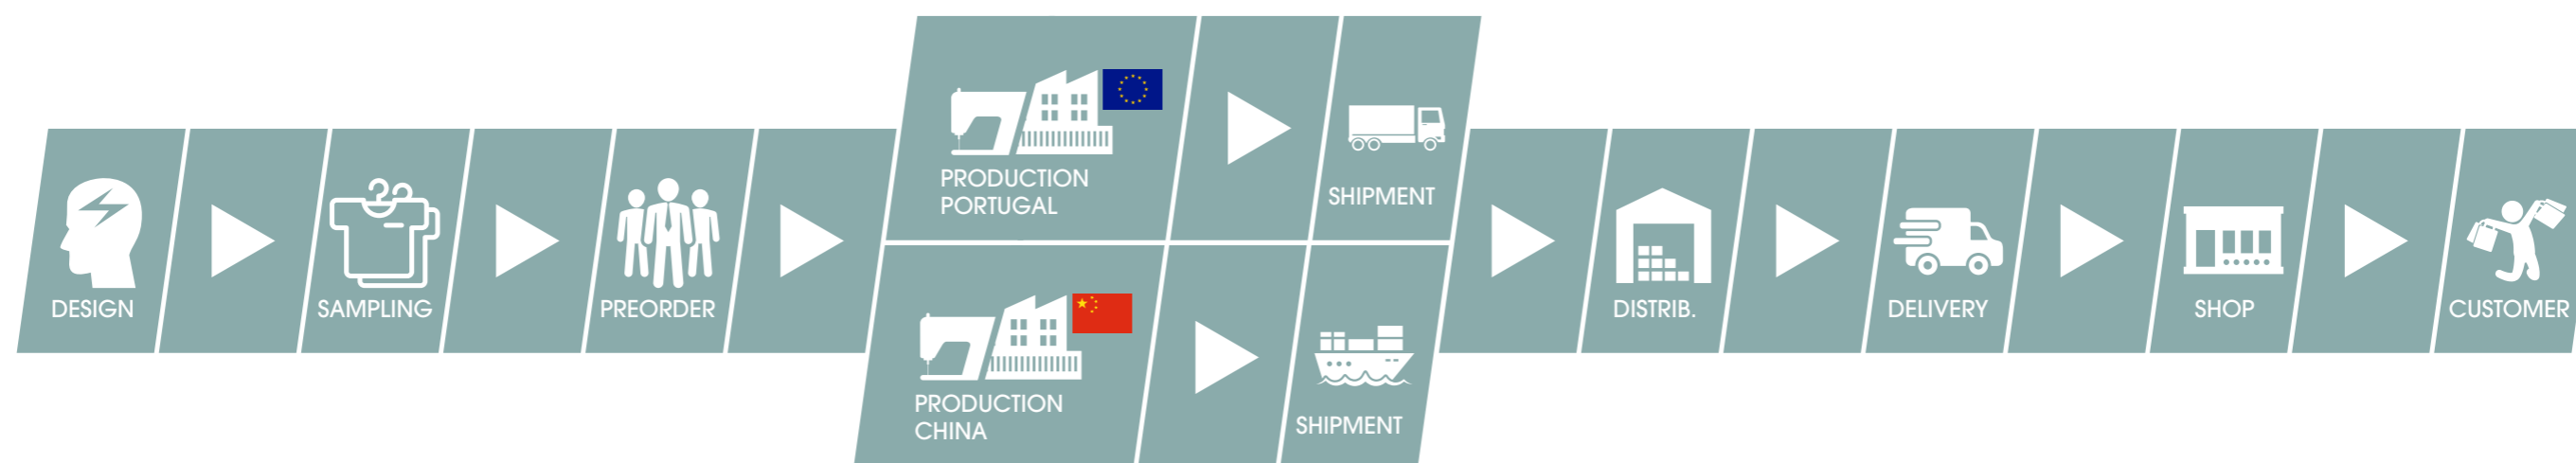 DESIGN
SAMPLING
PREORDER
PRODUCTION
PORTUGAL
SHIPMENT
PRODUCTION
CHINA
SHIPMENT
DISTRIB.
DELIVERY
SHOP
CUSTOMER